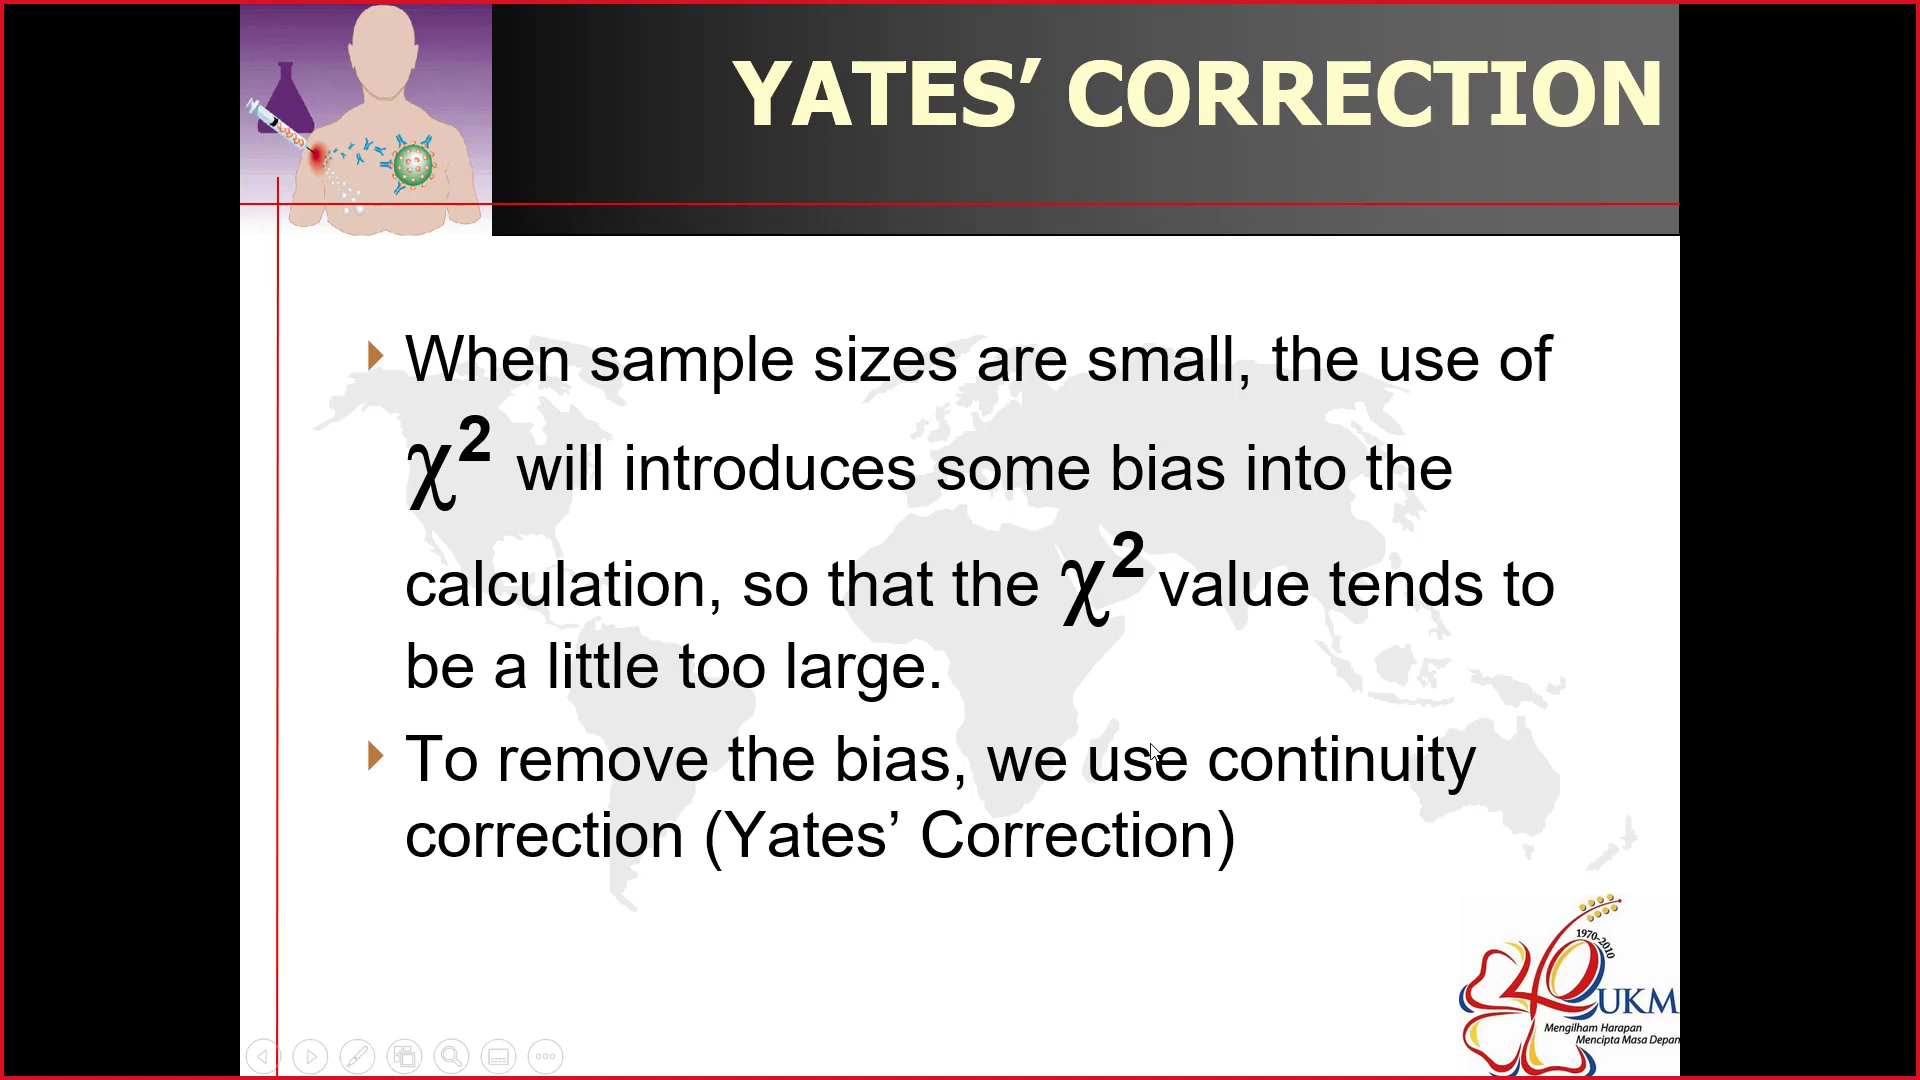 YATES’ CORRECTION
When sample sizes are small, the use of
χ² will introduces some bias into the
calculation, so that the χ² value tends to
be a little too large.
To remove the bias, we use continuity
correction (Yates’ Correction)
1970-2010
40 UKM
Mengilham Harapan
Mencipta Masa Depan